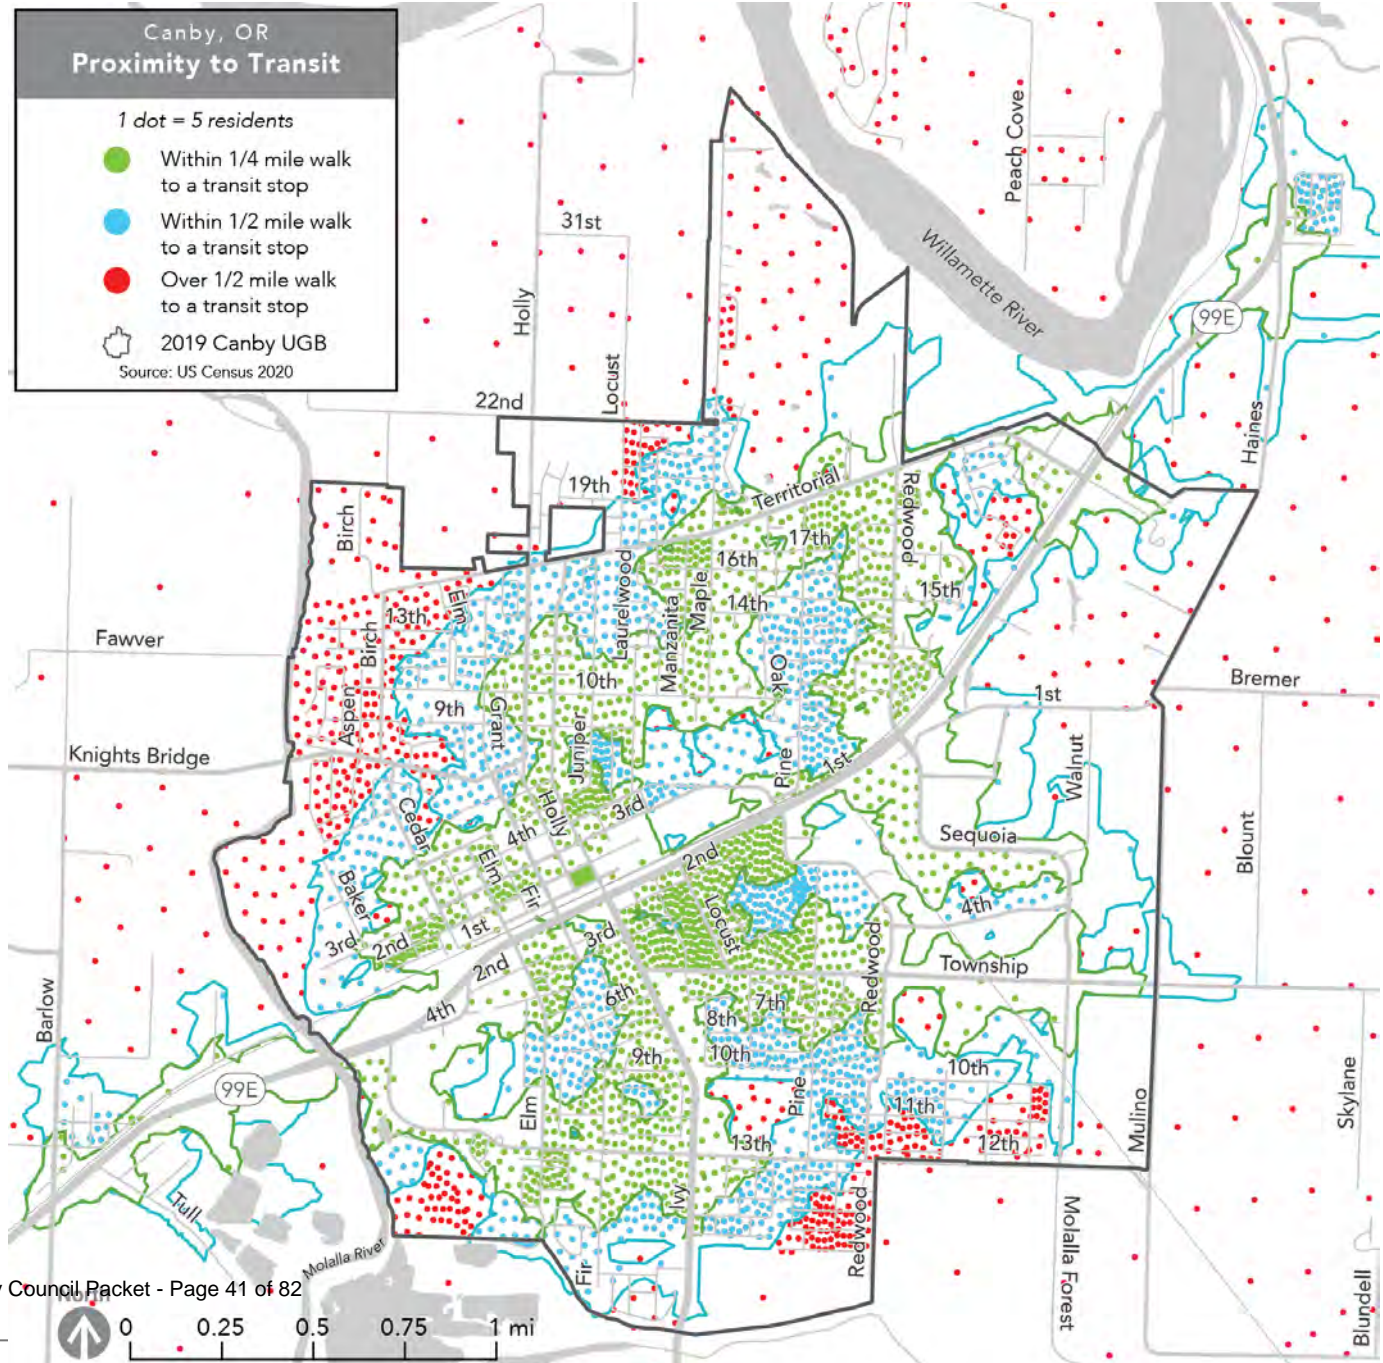 Canby, OR
Proximity to Transit
1 dot = 5 residents
Within 1/4 mile walk
to a transit stop
Within 1/2 mile walk
to a transit stop
Over 1/2 mile walk
to a transit stop
2019 Canby UGB
Source: US Census 2020
Peach Cove
31st
Willamette River
Holly
99E
Locust
22nd
Haines
19th
Territorial
Redwood
Birch
17th
16th
Laurelwood
Maple
14th
15th
Elm
13th
Fawver
Birch
Manzanita
Oak
10th
Bremer
1st
Aspen
9th
Grant
Juniper
Knights Bridge
Pine
1st
Walnut
Holly
3rd
Cedar
4th
Sequoia
Blount
2nd
Elm
Fir
Baker
4th
Locust
1st
3rd
2nd
3rd
Redwood
2nd
Township
Barlow
6th
7th
4th
8th
9th
10th
10th
Skylane
99E
Pine
11th
Elm
13th
12th
Mulino
Tull
Ivy
Redwood
Molalla Forest
Molalla River
Fir
Blundell
y Council Packet - Page 41 of 82
North
0 0.25 0.5 0.75 1 mi